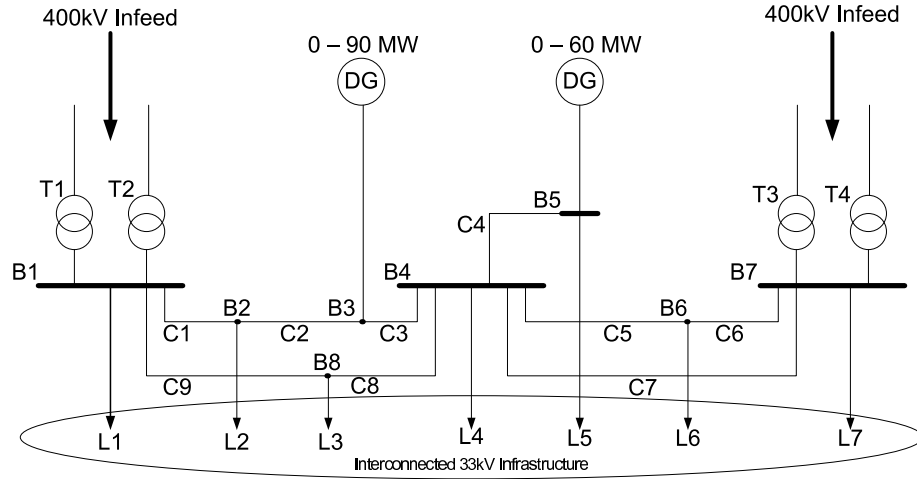 400kV Infeed
400kV Infeed
0 – 90 MW
0 – 60 MW
DG
DG
T1
T2
T3
T4
B5
C4
B1
B4
B7
B2
B3
B6
C1
C2
C3
C5
C6
B8
C9
C8
C7
L1
L2
L3
L4
L5
L6
L7
Interconnected 33kV Infrastructure